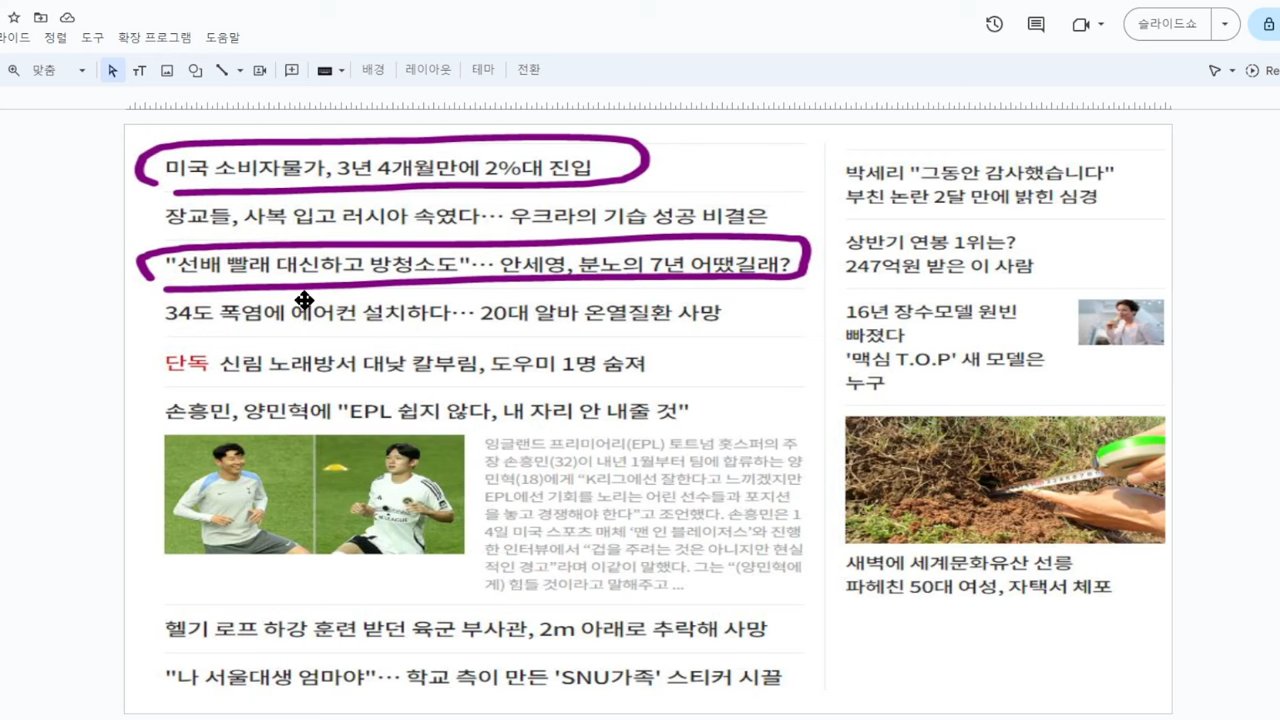 라이드 정렬 도구 확장 프로그램 도움말
슬라이드쇼
맞춤
배경 레이아웃 테마 전환
Re
미국 소비자물가, 3년 4개월만에 2%대 진입
장교들, 사복 입고 러시아 속였다… 우크라의 기습 성공 비결은
"선배 빨래 대신하고 방청소도"… 안세영, 분노의 7년 어땠길래?
34도 폭염에 에어컨 설치하다… 20대 알바 온열질환 사망
단독 신림 노래방서 대낮 칼부림, 도우미 1명 숨져
손흥민, 양민혁에 "EPL 쉽지 않다, 내 자리 안 내줄 것"
잉글랜드 프리미어리(EPL) 토트넘 홋스퍼의 주
장 손흥민(32)이 내년 1월부터 팀에 합류하는 양
민혁(18)에게 “K리그에선 잘한다고 느끼겠지만
EPL에선 기회를 노리는 어린 선수들과 포지션
을 놓고 경쟁해야 한다”고 조언했다. 손흥민은 1
4일 미국 스포츠 매체 ‘맨 인 블레이저스’와 진행
한 인터뷰에서 “겁을 주려는 것은 아니지만 현실
적인 경고”라며 이같이 말했다. 그는 “(양민혁에
게) 힘들 것이라고 말해주고 ...
헬기 로프 하강 훈련 받던 육군 부사관, 2m 아래로 추락해 사망
"나 서울대생 엄마야"… 학교 측이 만든 'SNU가족' 스티커 시끌
박세리 "그동안 감사했습니다"
부친 논란 2달 만에 밝힌 심경
상반기 연봉 1위는?
247억원 받은 이 사람
16년 장수모델 원빈
빠졌다
'맥심 T.O.P' 새 모델은
누구
새벽에 세계문화유산 선릉
파헤친 50대 여성, 자택서 체포